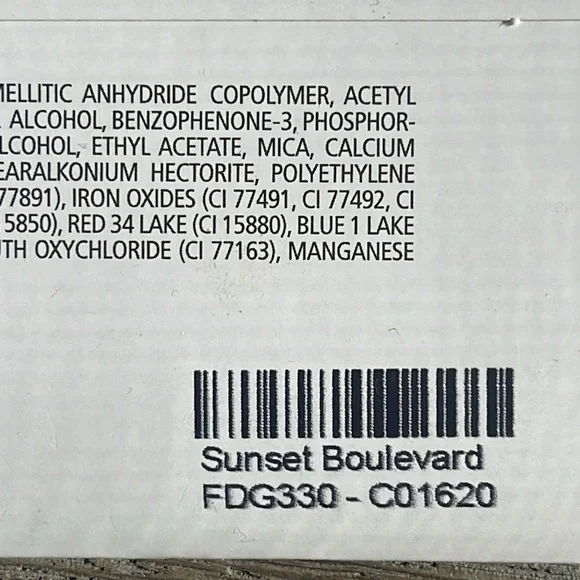 MELLITIC ANHYDRIDE COPOLYMER, ACETYL
ALCOHOL, BENZOPHENONE-3, PHOSPHOR-
LCOHOL, ETHYL ACETATE, MICA, CALCIUM
EARALKONIUM HECTORITE, POLYETHYLENE
77891), IRON OXIDES (CI 77491, CI 77492, CI
5850), RED 34 LAKE (CI 15880), BLUE 1 LAKE
UTH OXYCHLORIDE (CI 77163), MANGANESE
Sunset Boulevard
FDG330 - C01620